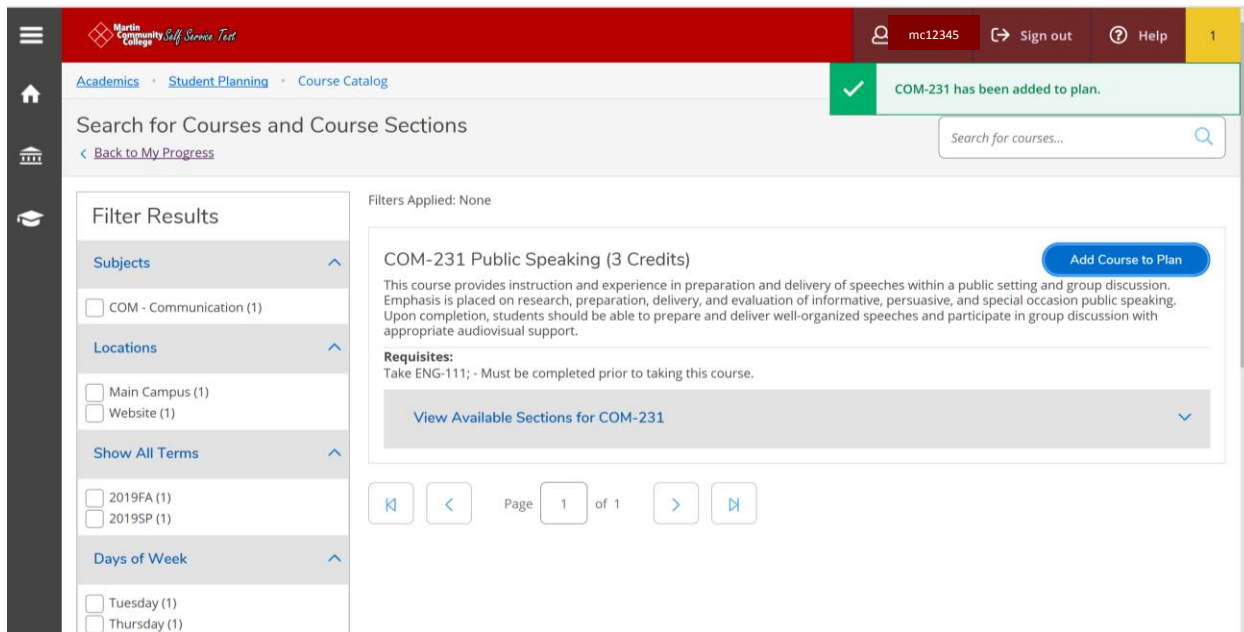 Martin
Community Self Service Test
College
mc12345
Sign out
Help
1
Academics · Student Planning · Course Catalog
COM-231 has been added to plan.
Search for Courses and Course Sections
Search for courses...
< Back to My Progress
Filter Results
Filters Applied: None
Subjects
COM - Communication (1)
Locations
Main Campus (1)
Website (1)
Show All Terms
2019FA (1)
2019SP (1)
Days of Week
Tuesday (1)
Thursday (1)
COM-231 Public Speaking (3 Credits)
Add Course to Plan
This course provides instruction and experience in preparation and delivery of speeches within a public setting and group discussion.
Emphasis is placed on research, preparation, delivery, and evaluation of informative, persuasive, and special occasion public speaking.
Upon completion, students should be able to prepare and deliver well-organized speeches and participate in group discussion with
appropriate audiovisual support.
Requisites:
Take ENG-111; - Must be completed prior to taking this course.
View Available Sections for COM-231
Page 1 of 1